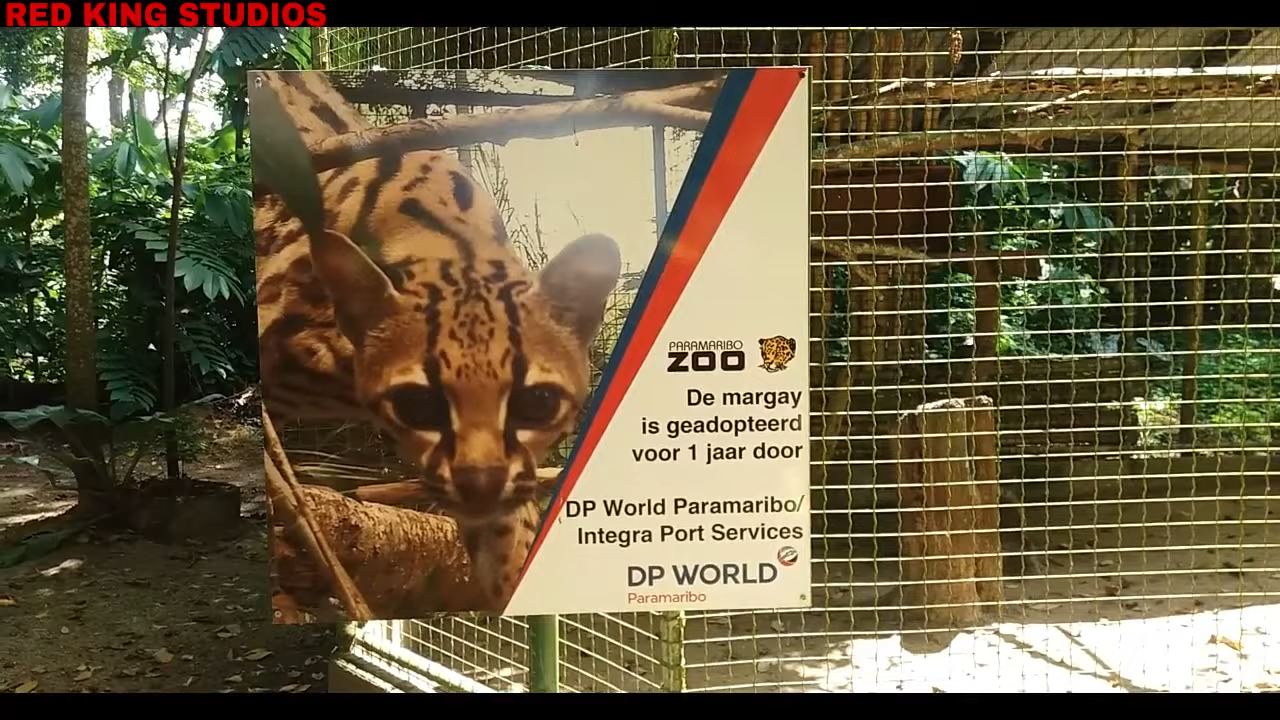 RED KING STUDIOS
PARAMARIBO
ZOO
De margay
is geadopteerd
voor 1 jaar door
DP World Paramaribo/
Integra Port Services
DP WORLD
Paramaribo